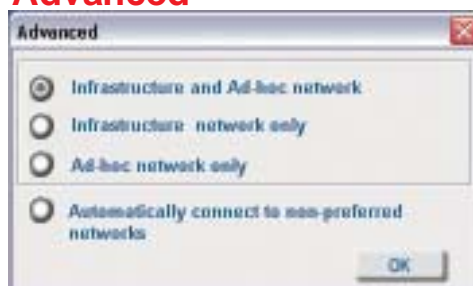 Advanced
Advanced
Infrastructure and Ad-hoc network
Infrastructure network only
Ad-hoc network only
Automatically connect to non-preferred
networks
OK